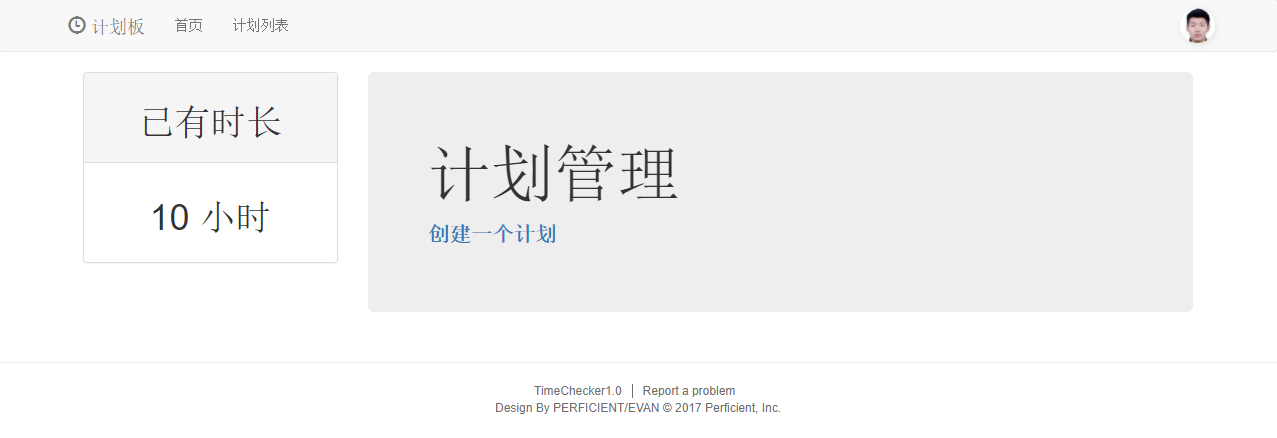 计划板 首页 计划列表
已有时长
10 小时
计划管理
创建一个计划
TimeChecker1.0 | Report a problem
Design By PERFICIENT/EVAN © 2017 Perficient, Inc.